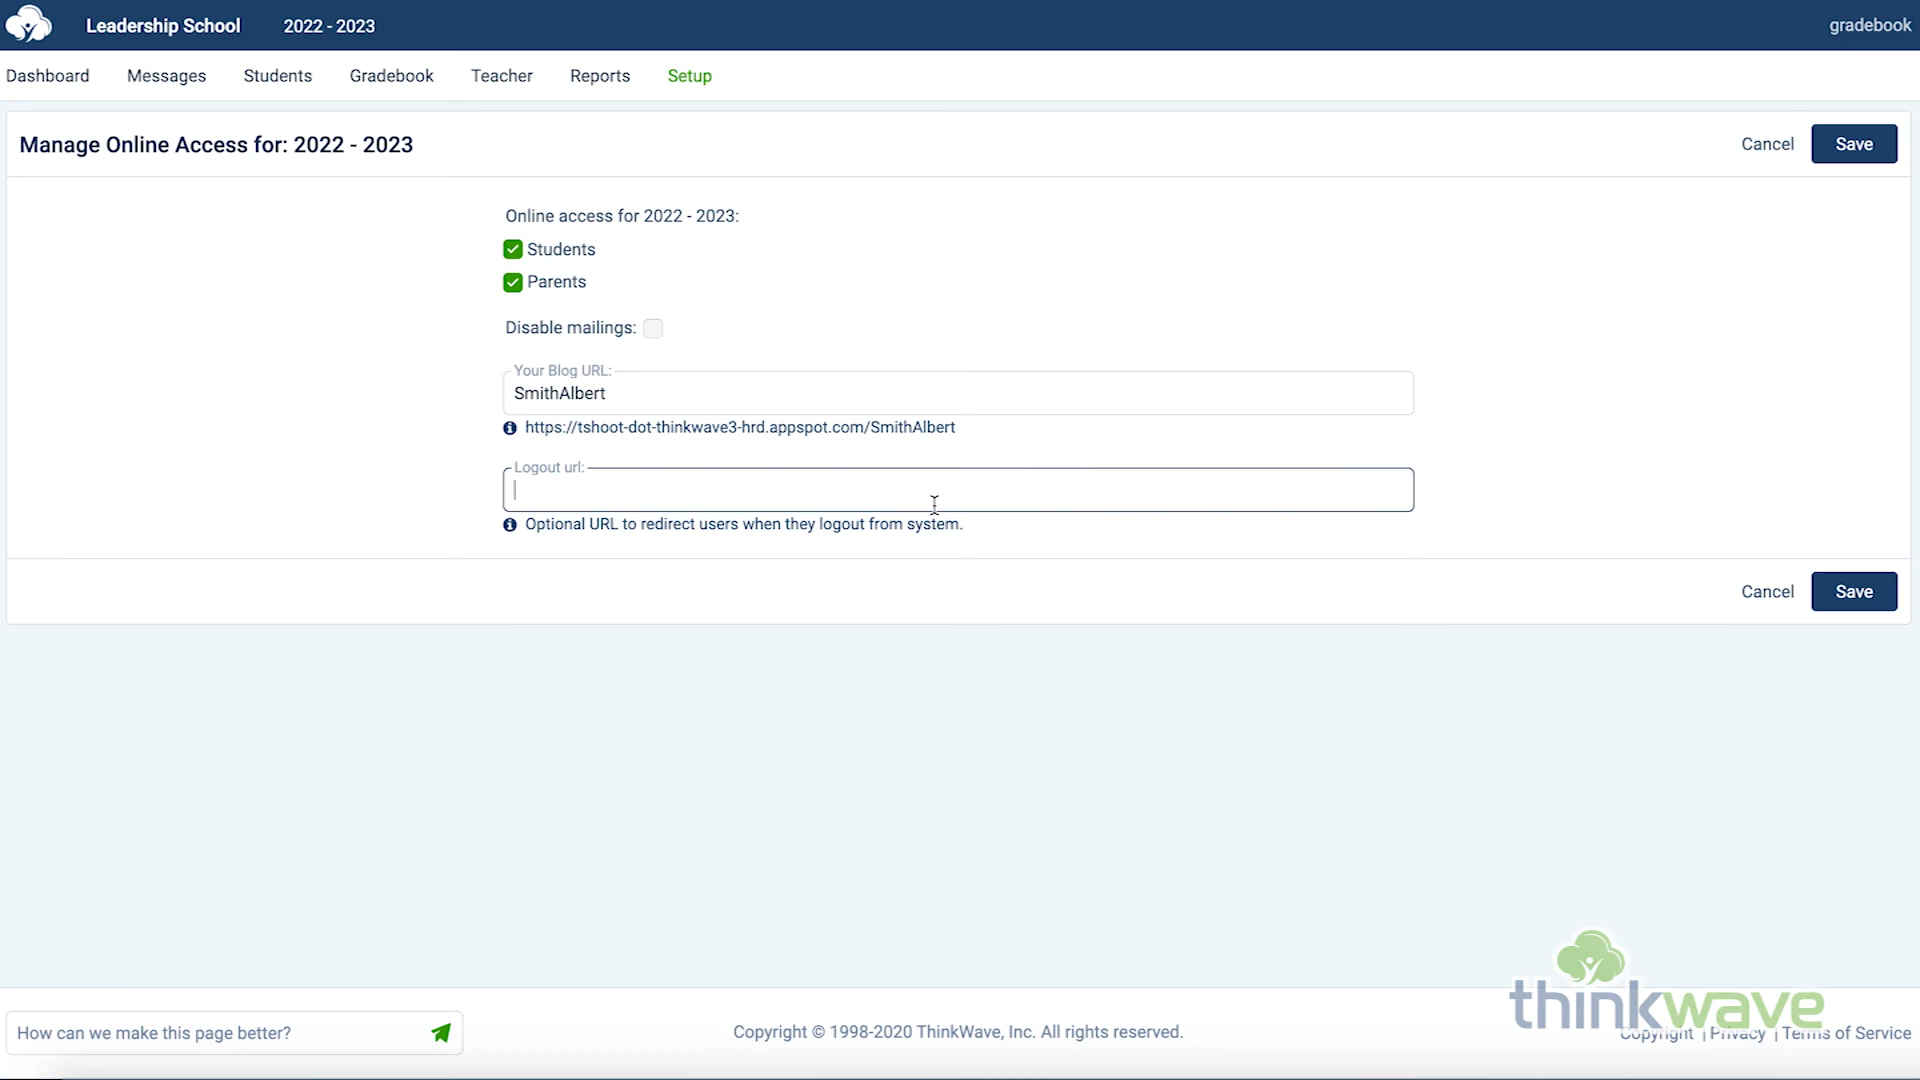 Leadership School 2022 - 2023 gradebook
Dashboard Messages Students Gradebook Teacher Reports Setup
Manage Online Access for: 2022 - 2023 Cancel Save
Online access for 2022 - 2023:
Students
Parents
Disable mailings:
Your Blog URL:
SmithAlbert
https://tshoot-dot-thinkwave3-hrd.appspot.com/SmithAlbert
Logout url:
Optional URL to redirect users when they logout from system.
Cancel Save
thinkwave
How can we make this page better? Copyright © 1998-2020 ThinkWave, Inc. All rights reserved. Copyright | Privacy | Terms of Service